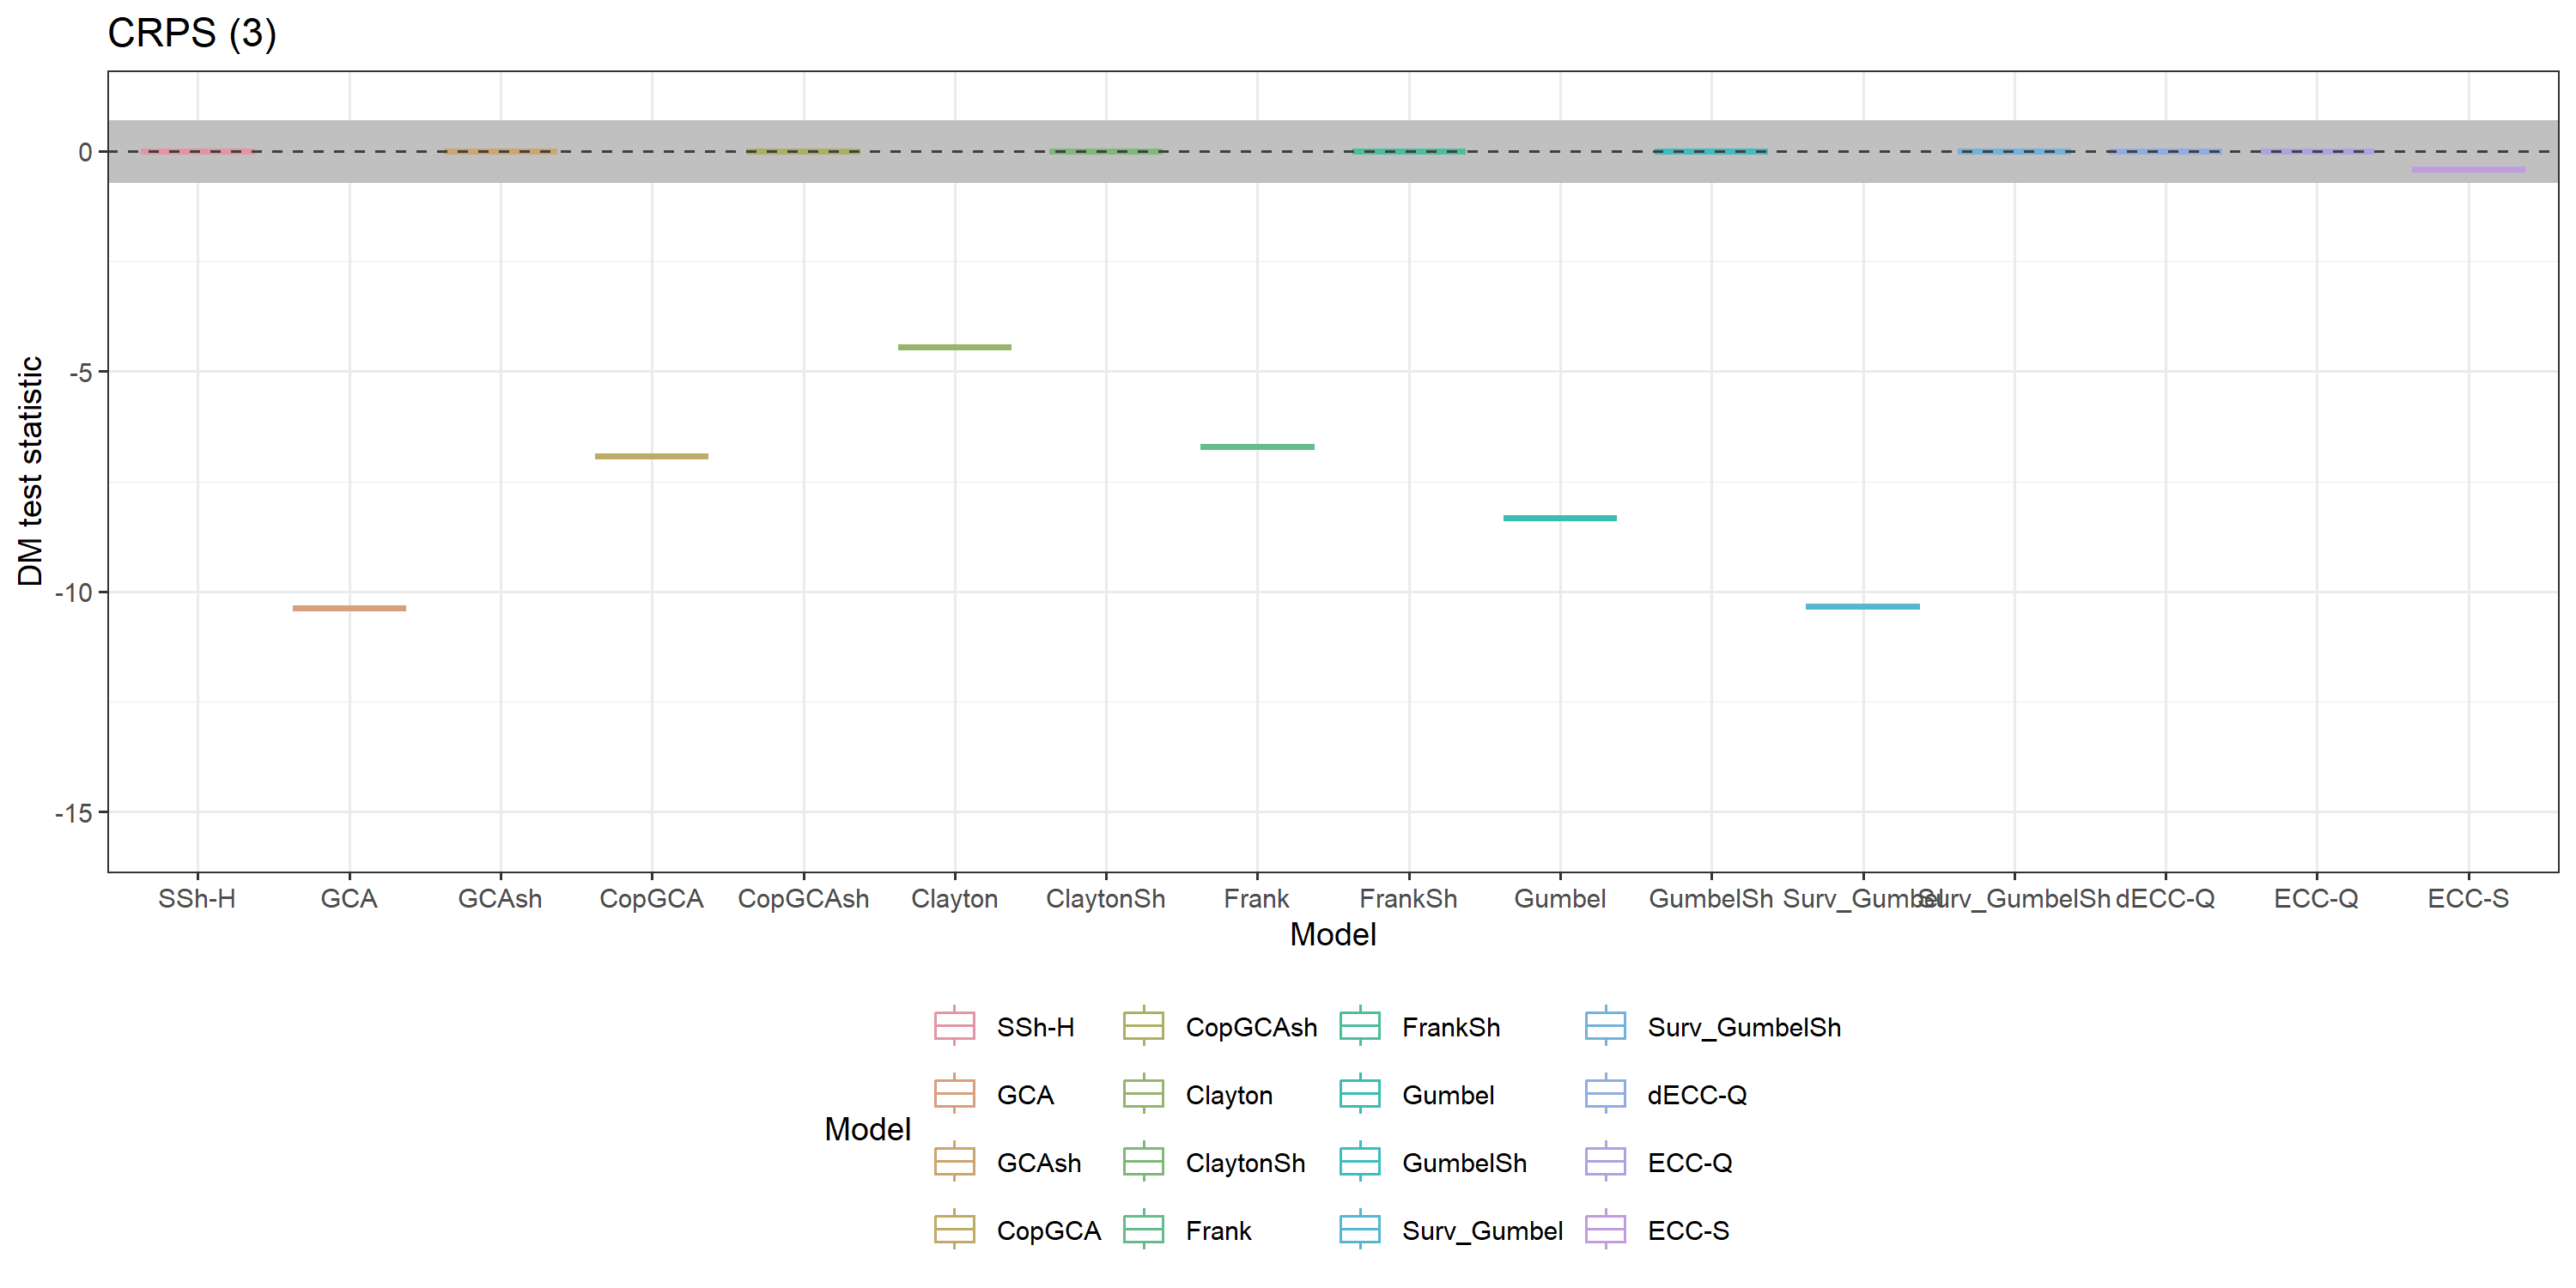 CRPS (3)
DM test statistic
0
-5
-10
-15
SSh-H GCA GCAsh CopGCA CopGCAsh Clayton ClaytonSh Frank FrankSh Gumbel GumbelSh Surv_Gumbel Surv_GumbelSh dECC-Q ECC-Q ECC-S
Model
Model
SSh-H CopGCAsh FrankSh Surv_GumbelSh
GCA Clayton Gumbel dECC-Q
GCAsh ClaytonSh GumbelSh ECC-Q
CopGCA Frank Surv_Gumbel ECC-S